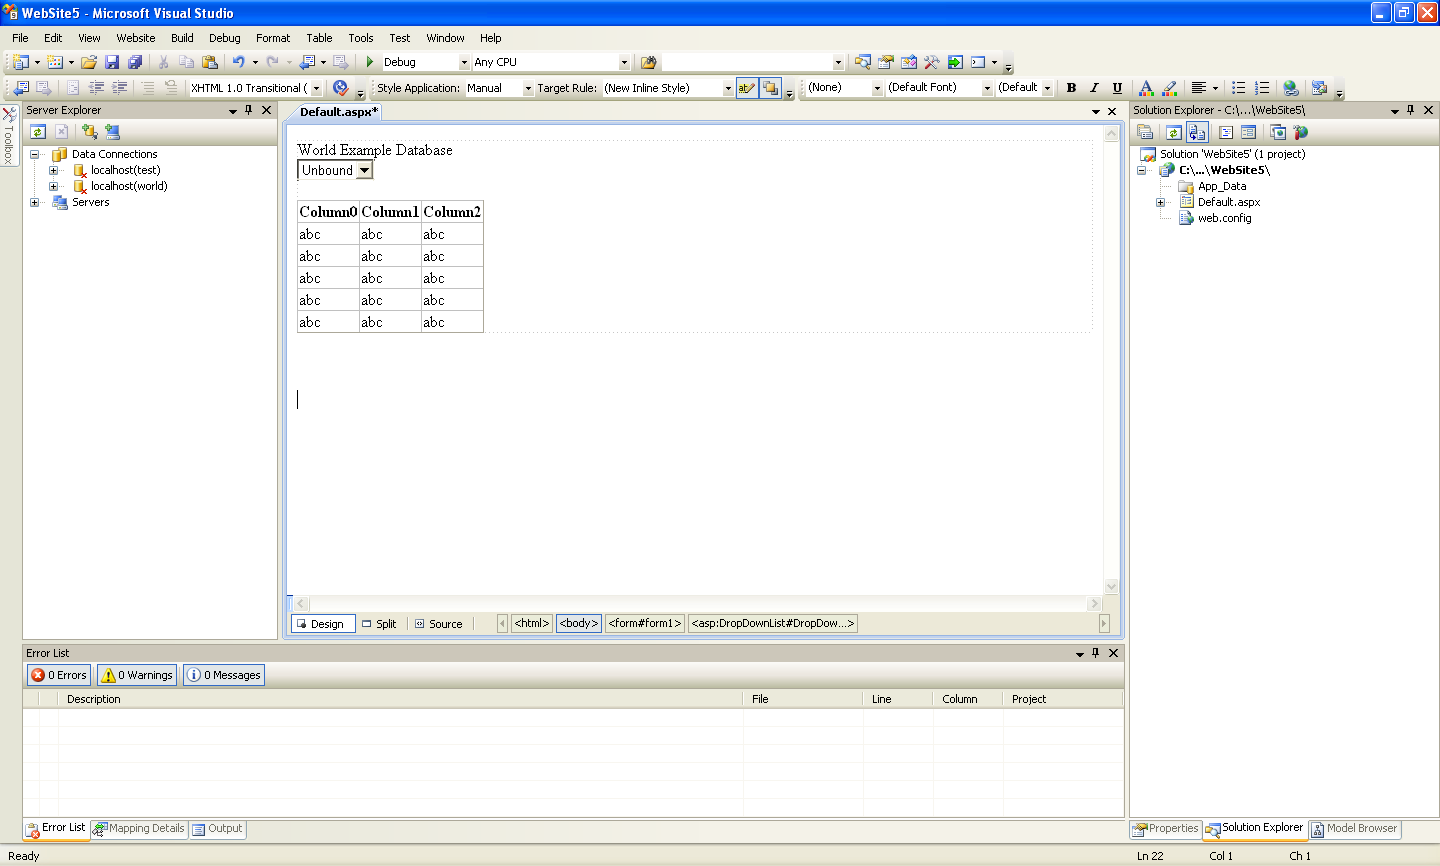 WebSite5 - Microsoft Visual Studio
File Edit View Website Build Debug Format Table Tools Test Window Help
Debug Any CPU
XHTML 1.0 Transitional ( Style Application: Manual Target Rule: (New Inline Style) (None) (Default Font) (Default B I U
Toolbox
Server Explorer
Data Connections
localhost(test)
localhost(world)
Servers
Default.aspx*
World Example Database
Unbound
Column0 Column1 Column2
abc abc abc
abc abc abc
abc abc abc
abc abc abc
abc abc abc
Design Split Source <html> <body> <form#form1> <asp:DropDownList#DropDow...>
Solution Explorer - C:\...\WebSite5\
Solution 'WebSite5' (1 project)
C:\...\WebSite5\
App_Data
Default.aspx
web.config
Error List
0 Errors 0 Warnings 0 Messages
Description File Line Column Project
Error List Mapping Details Output
Properties Solution Explorer Model Browser
Ready Ln 22 Col 1 Ch 1